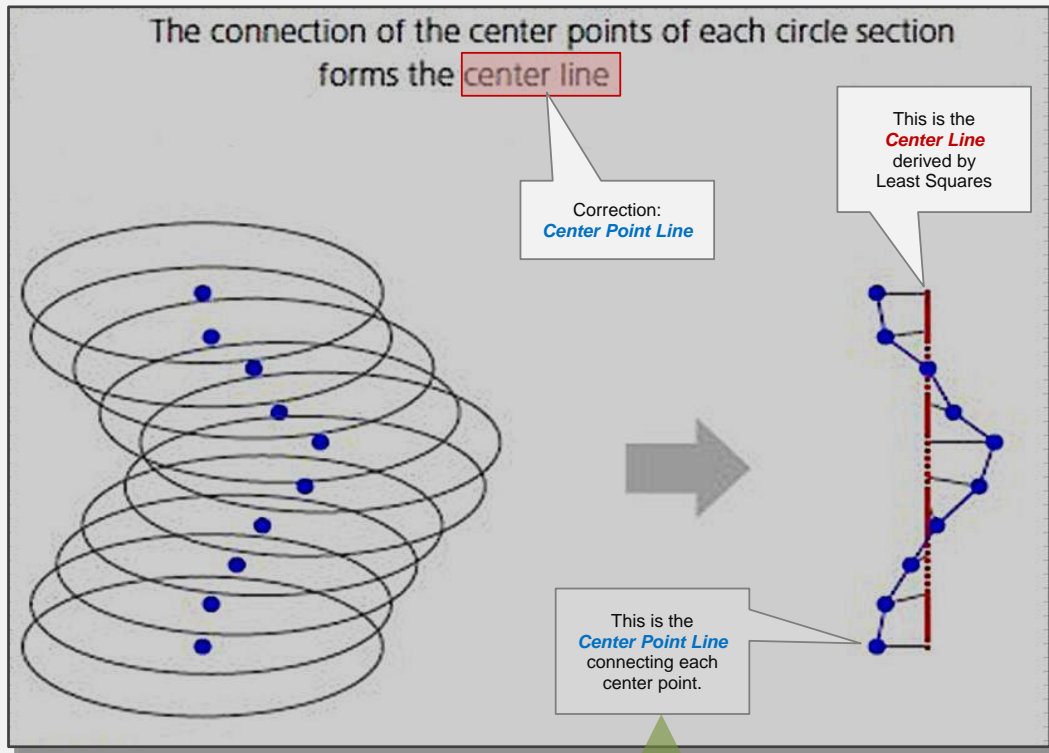 The connection of the center points of each circle section
forms the center line
This is the
Center Line
derived by
Least Squares
Correction:
Center Point Line
This is the
Center Point Line
connecting each
center point.